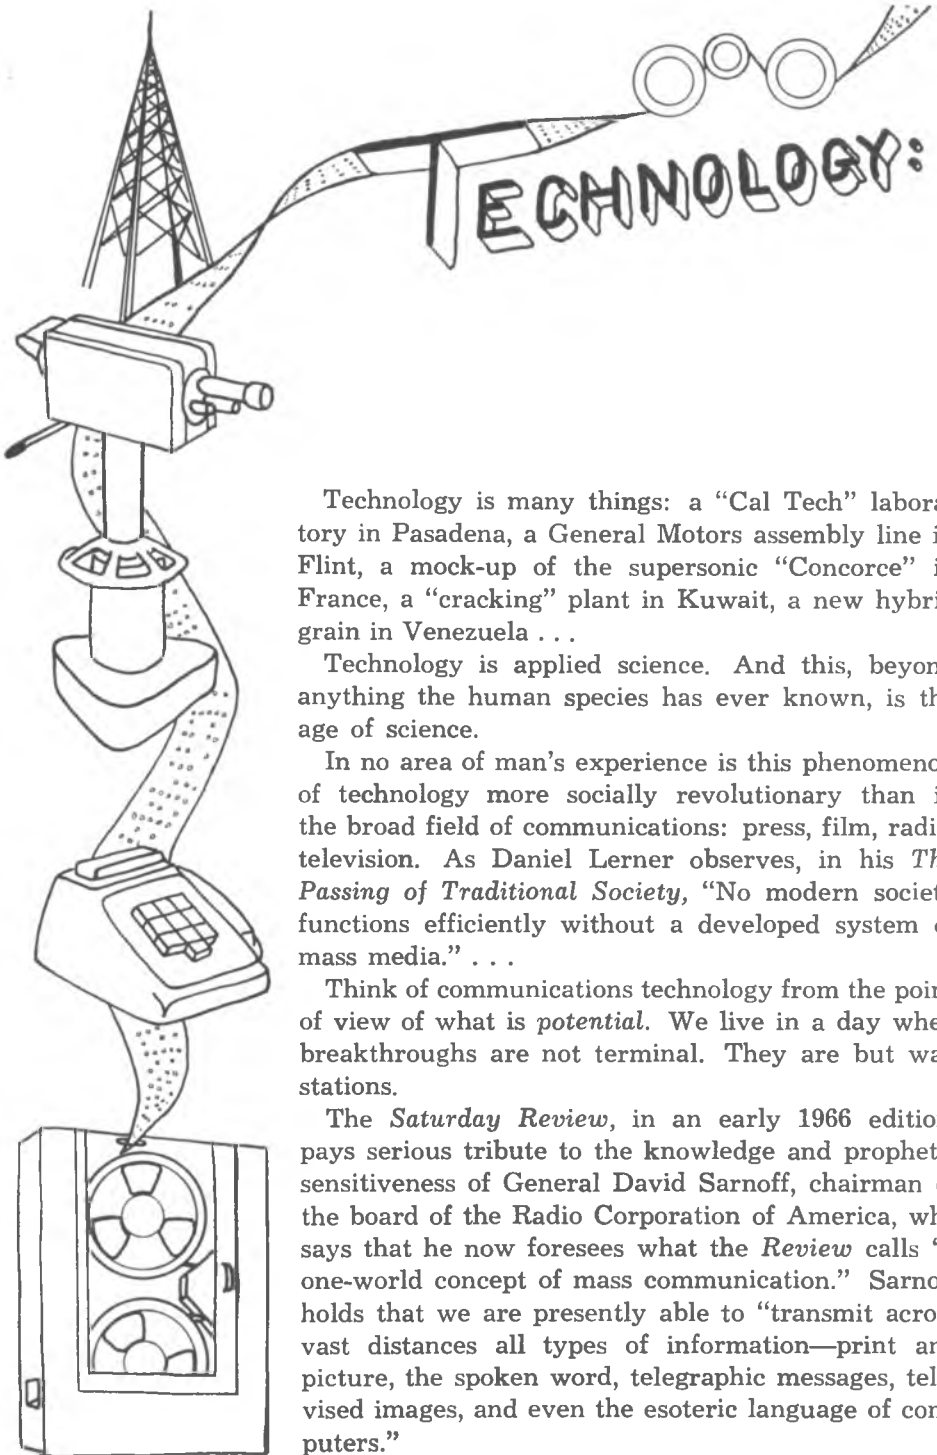 TECHNOLOGY:
Technology is many things: a “Cal Tech” labora
tory in Pasadena, a General Motors assembly line i
Flint, a mock-up of the supersonic “Concorce” i
France, a “cracking” plant in Kuwait, a new hybri
grain in Venezuela . . .
Technology is applied science. And this, beyon
anything the human species has ever known, is th
age of science.
In no area of man’s experience is this phenomeno
of technology more socially revolutionary than i
the broad field of communications: press, film, radi
television. As Daniel Lerner observes, in his Th
Passing of Traditional Society, “No modern societ
functions efficiently without a developed system
mass media.” . . .
Think of communications technology from the poin
of view of what is potential. We live in a day whe
breakthroughs are not terminal. They are but wa
stations.
The Saturday Review, in an early 1966 edition
pays serious tribute to the knowledge and prophet
sensitiveness of General David Sarnoff, chairman
the board of the Radio Corporation of America, wh
says that he now foresees what the Review calls “
one-world concept of mass communication.” Sarno
holds that we are presently able to “transmit acro
vast distances all types of information—print an
picture, the spoken word, telegraphic messages, tel
vised images, and even the esoteric language of com
puters.”